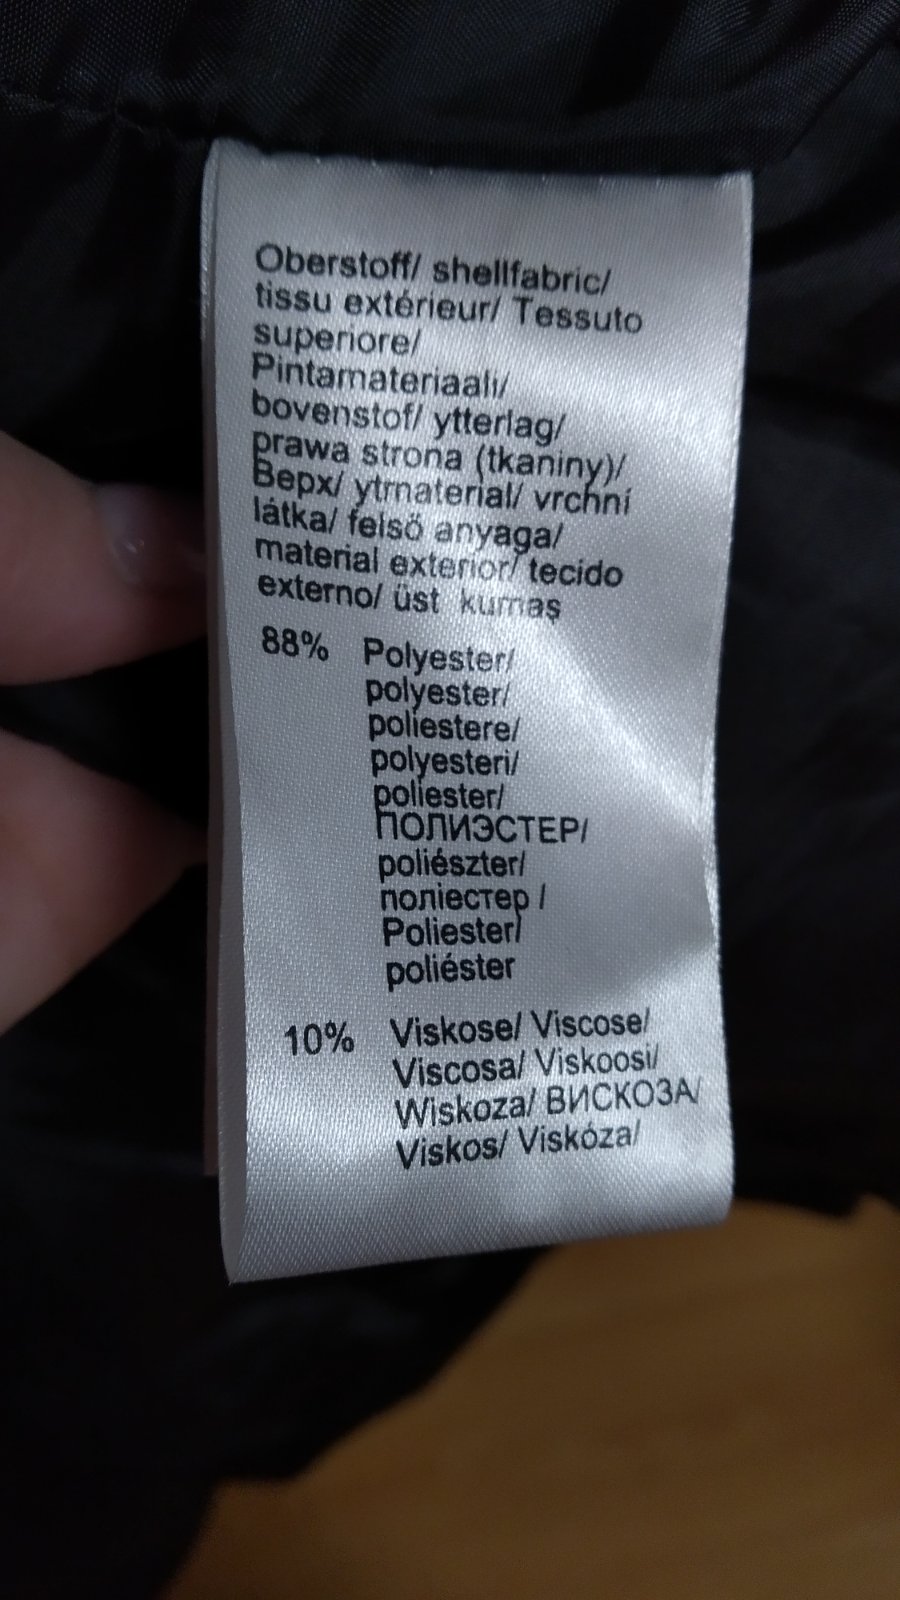 Oberstoff/ shellfabric/
tissu extérieur/ Tessuto
superiore/
Pintamateriaali/
bovenstof/ ytterlag/
prawa strona (tkaniny)/
Верх/ ytrmaterial/ vrchní
látka/ felső anyaga/
material exterior/ tecido
externo/ üst kumaş
88% Polyester/
polyester/
poliestere/
polyesteri/
poliester/
ПОЛИЭСТЕР/
poliészter/
поліестер /
Poliester/
poliéster
10% Viskose/ Viscose/
Viscosa/ Viskoosi/
Wiskoza/ ВИСКОЗА/
Viskos/ Viskóza/